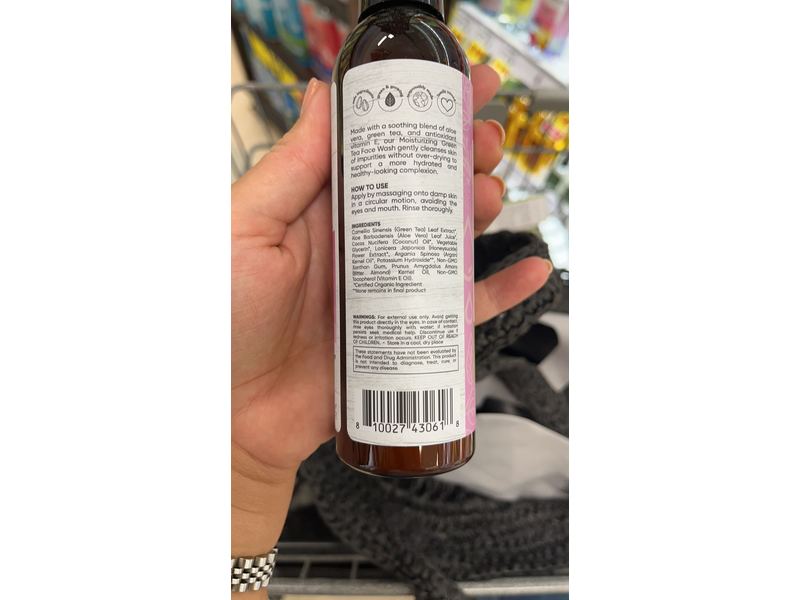 Made with a soothing blend of aloe
vera, green tea, and antioxidant
vitamin E, our Moisturizing Green
Tea Face Wash gently cleanses skin
of impurities without over-drying to
support a more hydrated and
healthy-looking complexion.
HOW TO USE
Apply by massaging onto damp skin
in a circular motion, avoiding the
eyes and mouth. Rinse thoroughly.
INGREDIENTS
Camellia Sinensis (Green Tea) Leaf Extract*,
Aloe Barbadensis (Aloe Vera) Leaf Juice*,
Cocos Nucifera (Coconut) Oil*, Vegetable
Glycerin*, Lonicera Japonica (Honeysuckle)
Flower Extract*, Argania Spinosa (Argan)
Kernel Oil*, Potassium Hydroxide**, Non-GMO
Xanthan Gum, Prunus Amygdalus Amara
(Bitter Almond) Kernel Oil, Non-GMO
Tocopherol (Vitamin E Oil).
*Certified Organic Ingredient
**None remains in final product
WARNINGS: For external use only. Avoid getting
this product directly in the eyes. In case of contact,
rinse eyes thoroughly with water; if irritation
persists seek medical help. Discontinue use if
redness or irritation occurs. KEEP OUT OF REACH
OF CHILDREN. - Store in a cool, dry place
These statements have not been evaluated by
the Food and Drug Administration. This product
is not intended to diagnose, treat, cure, or
prevent any disease.
8 10027 43061 8